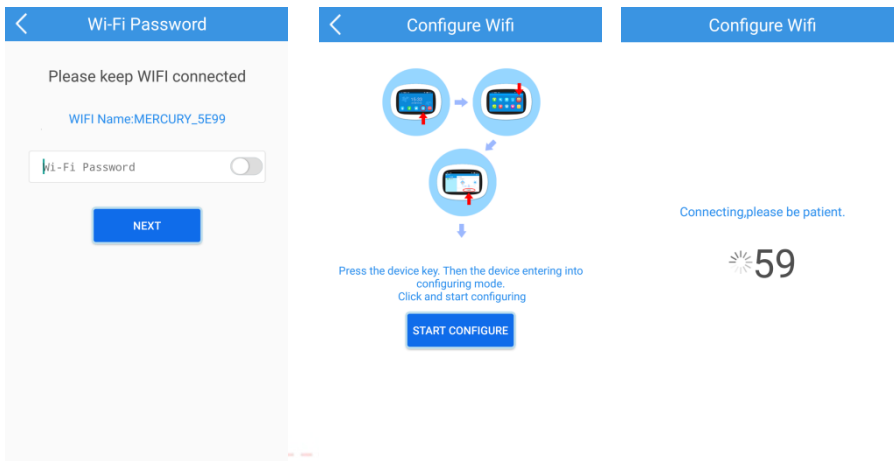 Wi-Fi Password
Please keep WIFI connected
WIFI Name:MERCURY_5E99
Wi-Fi Password
NEXT
Configure Wifi
Press the device key. Then the device entering into
configuring mode.
Click and start configuring
START CONFIGURE
Configure Wifi
Connecting,please be patient.
59